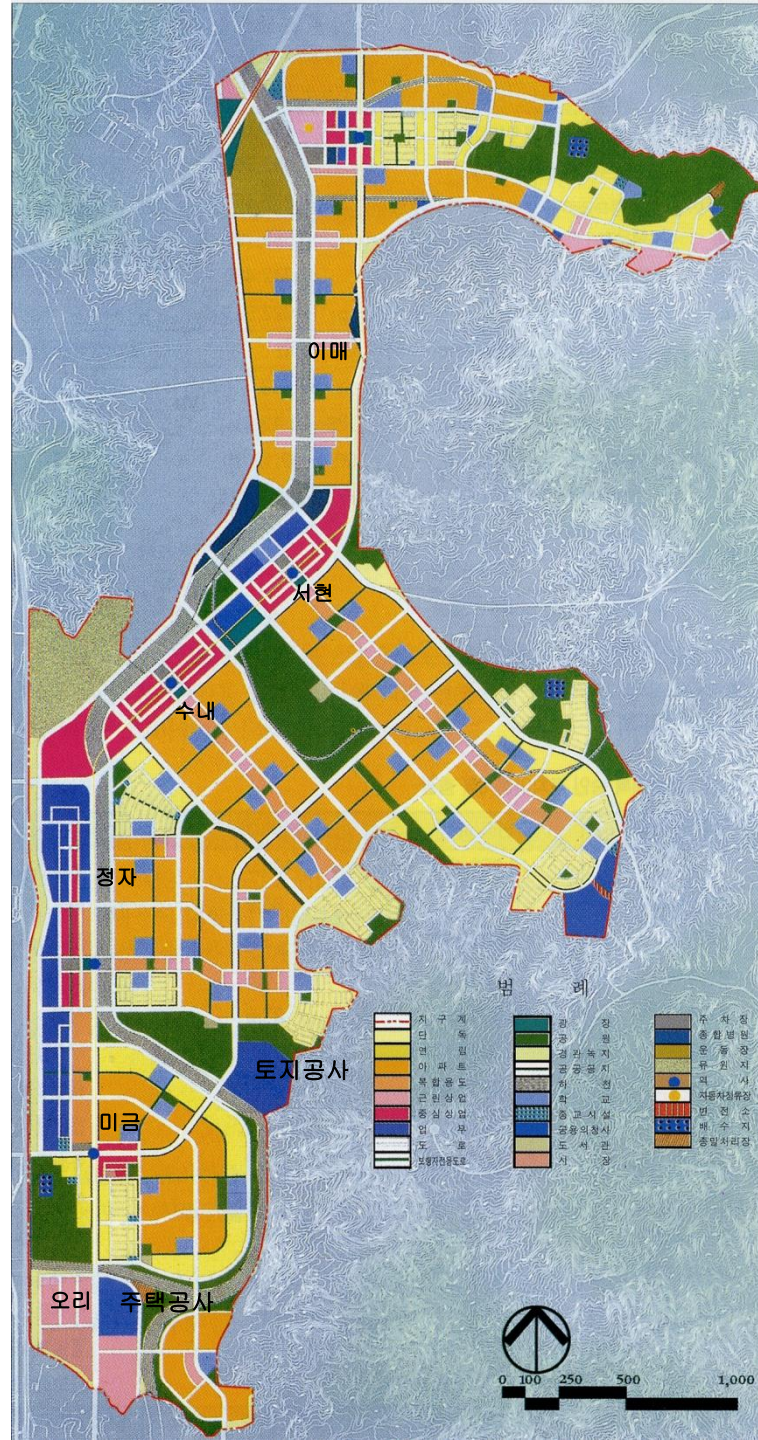 이매
서현
수내
정자
토지공사
미금
오리
주택공사
범 례
지 구 계
단 독
연 립
아 파 트
복합용도
근린상업
중심상업
업 무
도 로
보행자전용도로
광 장
공 원
경관녹지
공공공지
하 천
학 교
종교시설
공용의청사
도 서 관
시 장
주 차 장
종합병원
운 동 장
유 원 지
역 사
자동차정류장
변 전 소
배 수 지
0 100 250 500 1,000